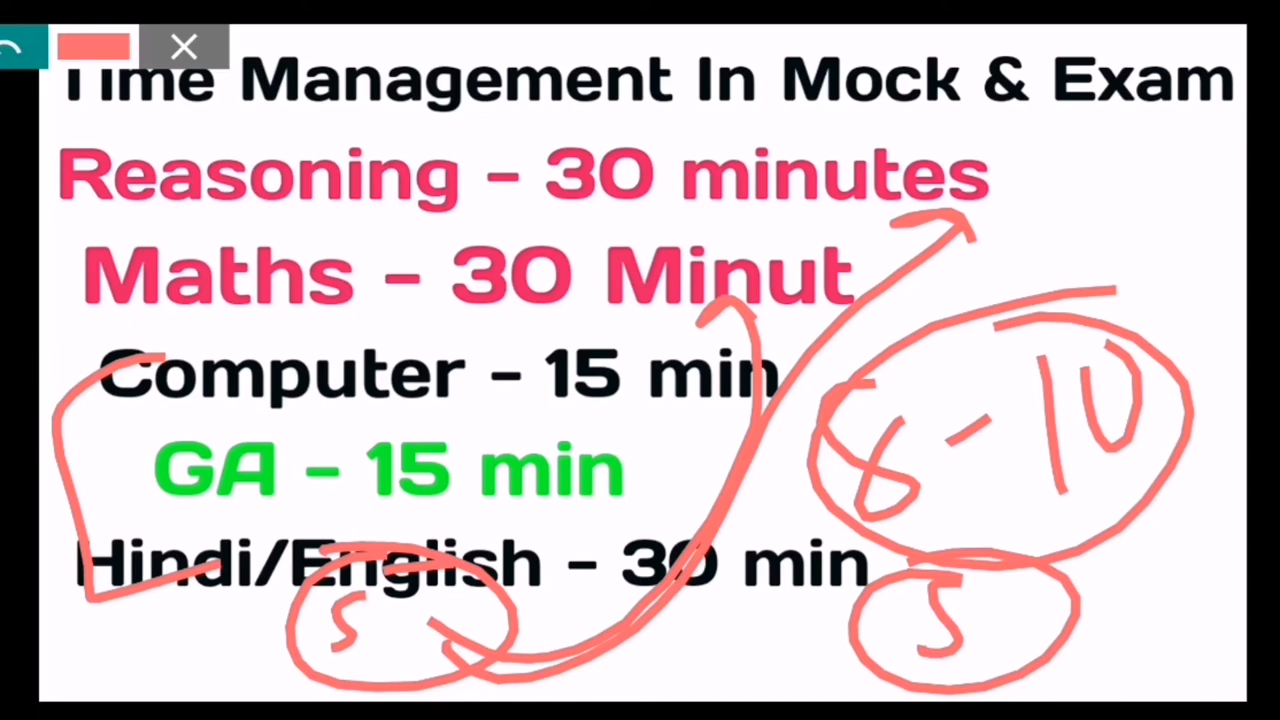 Time Management In Mock & Exam
Reasoning - 30 minutes
Maths - 30 Minut
Computer - 15 min
8 - 10
GA - 15 min
Hindi/English - 30 min
5
5